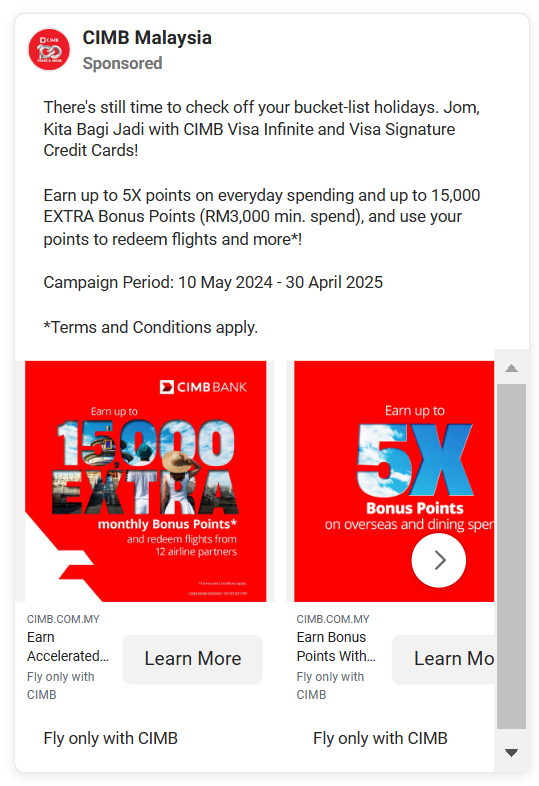 CIMB Malaysia
Sponsored
There's still time to check off your bucket-list holidays. Jom,
Kita Bagi Jadi with CIMB Visa Infinite and Visa Signature
Credit Cards!
Earn up to 5X points on everyday spending and up to 15,000
EXTRA Bonus Points (RM3,000 min. spend), and use your
points to redeem flights and more*!
Campaign Period: 10 May 2024 - 30 April 2025
*Terms and Conditions apply.
CIMB BANK
Earn up to
15,000
EXTRA
monthly Bonus Points*
and redeem flights from
12 airline partners
*Terms and Conditions apply.
Earn up to
5X
Bonus Points
on overseas and dining spen
CIMB.COM.MY
Earn
Accelerated...
Fly only with
CIMB
Learn More
Fly only with CIMB
CIMB.COM.MY
Earn Bonus
Points With...
Fly only with
CIMB
Learn Mo
Fly only with CIMB